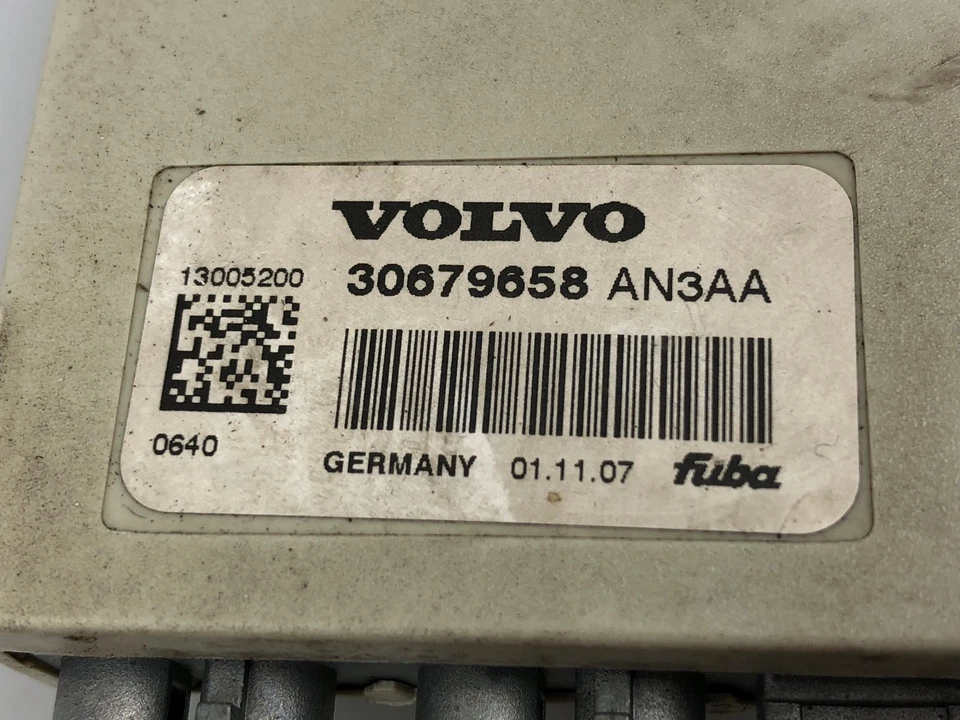 VOLVO
13005200
30679658 AN3AA
0640
GERMANY 01.11.07 fuba